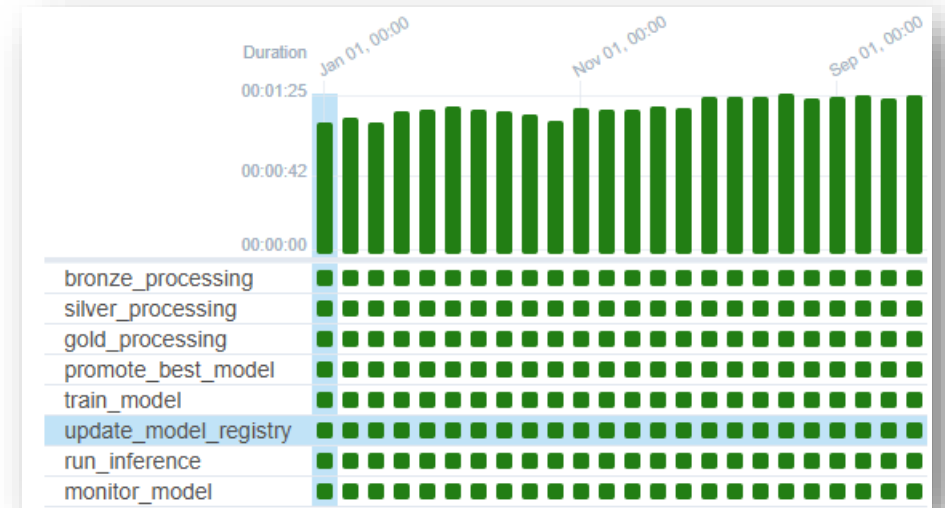 Duration
Jan 01, 00:00
Nov 01, 00:00
Sep 01, 00:00
00:01:25
00:00:42
00:00:00
bronze_processing
silver_processing
gold_processing
promote_best_model
train_model
update_model_registry
run_inference
monitor_model